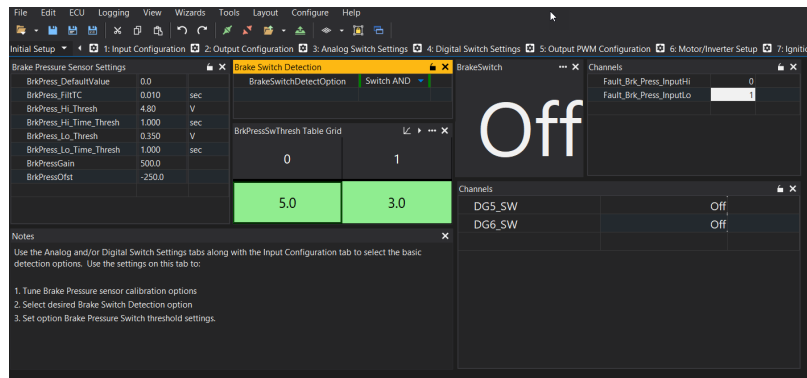 File Edit ECU Logging View Wizards Tools Layout Configure Help
Initial Setup 1: Input Configuration 2: Output Configuration 3: Analog Switch Settings 4: Digital Switch Settings 5: Output PWM Configuration 6: Motor/Inverter Setup 7: Igniti
Brake Pressure Sensor Settings
BrkPress_DefaultValue 0.0
BrkPress_FiltTC 0.010 sec
BrkPress_Hi_Thresh 4.80 V
BrkPress_Hi_Time_Thresh 1.000 sec
BrkPress_Lo_Thresh 0.350 V
BrkPress_Lo_Time_Thresh 1.000 sec
BrkPressGain 500.0
BrkPressOfst -250.0
Brake Switch Detection
BrakeSwitchDetectOption Switch AND
BrkPressSwThresh Table Grid
0 1
5.0 3.0
BrakeSwitch
Off
Channels
Fault_Brk_Press_InputHi 0
Fault_Brk_Press_InputLo 1
Channels
DG5_SW Off
DG6_SW Off
Notes
Use the Analog and/or Digital Switch Settings tabs along with the Input Configuration tab to select the basic
detection options. Use the settings on this tab to:
1. Tune Brake Pressure sensor calibration options
2. Select desired Brake Switch Detection option
3. Set option Brake Pressure Switch threshold settings.